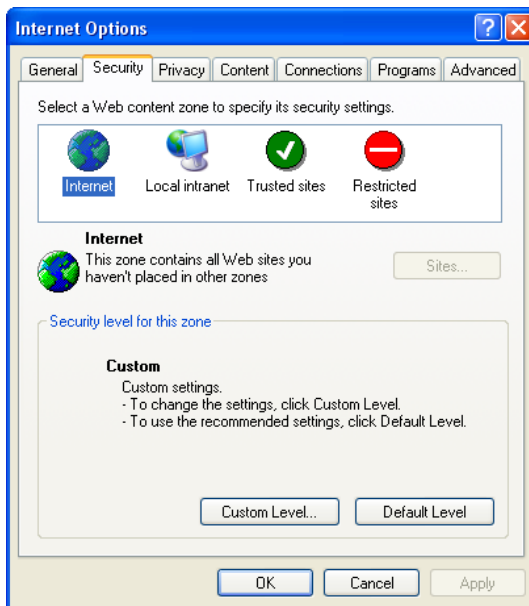 Internet Options
General Security Privacy Content Connections Programs Advanced
Select a Web content zone to specify its security settings.
Internet Local intranet Trusted sites Restricted
sites
Internet
This zone contains all Web sites you
haven't placed in other zones
Sites...
Security level for this zone
Custom
Custom settings.
- To change the settings, click Custom Level.
- To use the recommended settings, click Default Level.
Custom Level... Default Level
OK Cancel Apply